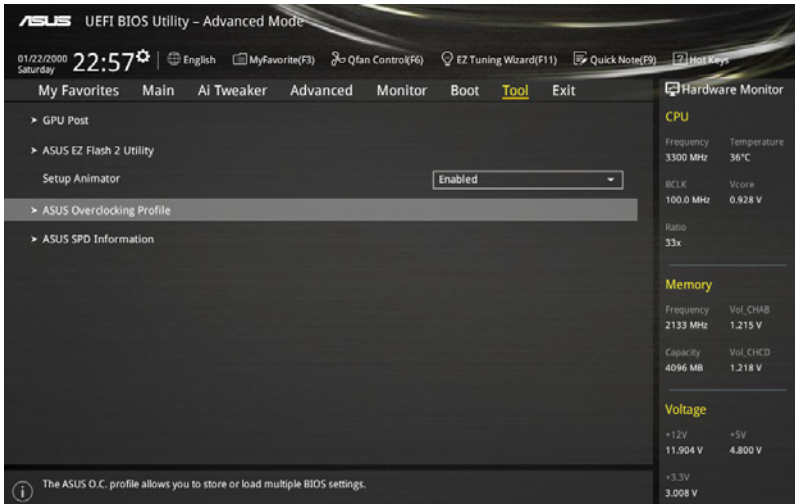 ASUS UEFI BIOS Utility – Advanced Mode
01/22/2000
Saturday
22:57
English
MyFavorite(F3)
Qfan Control(F6)
EZ Tuning Wizard(F11)
Quick Note(F9)
? Hot Keys
My Favorites Main Ai Tweaker Advanced Monitor Boot Tool Exit
> GPU Post
> ASUS EZ Flash 2 Utility
Setup Animator Enabled
> ASUS Overclocking Profile
> ASUS SPD Information
The ASUS O.C. profile allows you to store or load multiple BIOS settings.
Hardware Monitor
CPU
Frequency Temperature
3300 MHz 36°C
BCLK Vcore
100.0 MHz 0.928 V
Ratio
33x
Memory
Frequency Vol_CHAB
2133 MHz 1.215 V
Capacity Vol_CHCD
4096 MB 1.218 V
Voltage
+12V +5V
11.904 V 4.800 V
+3.3V
3.008 V